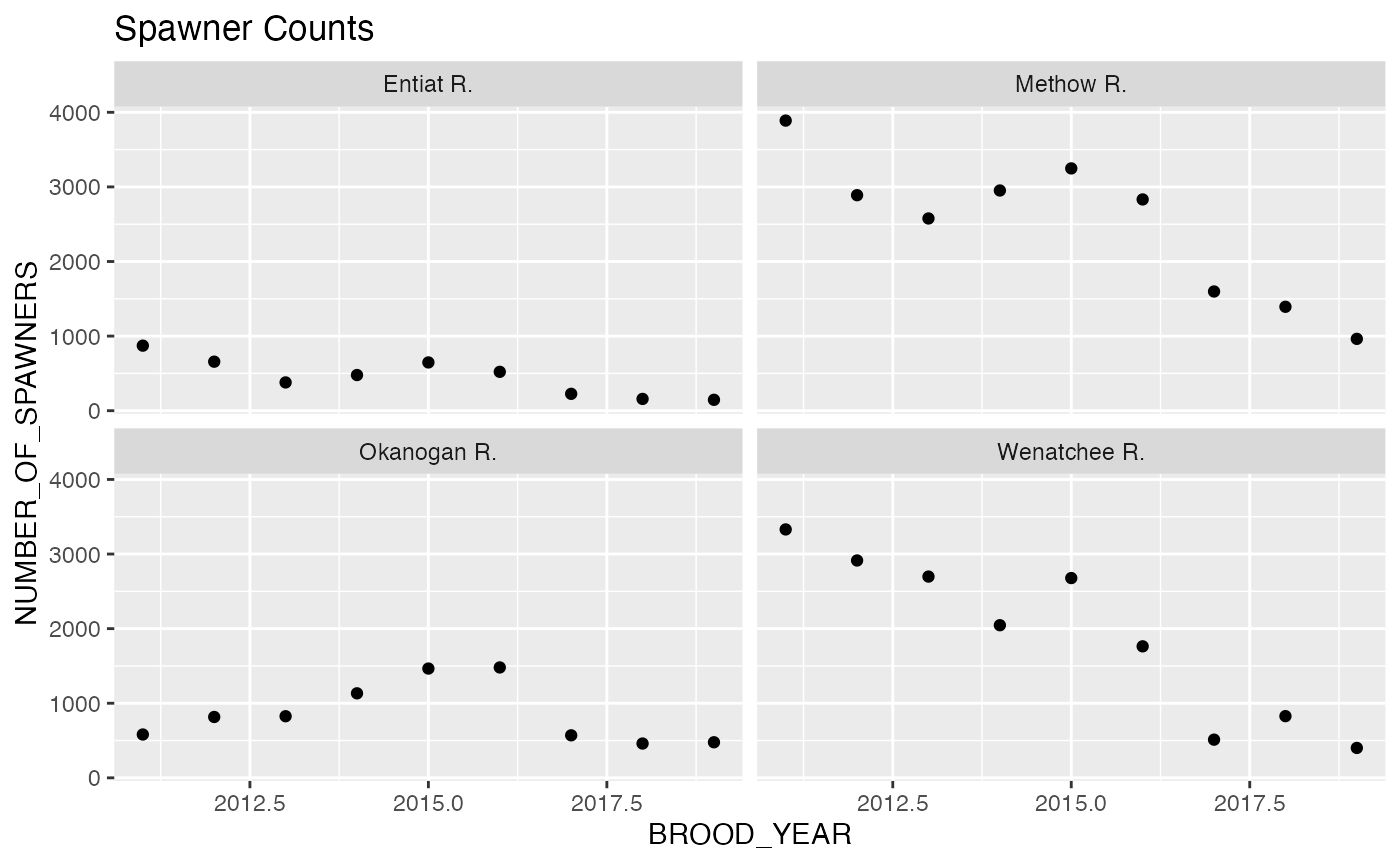 Spawner Counts
Entiat R.
Methow R.
4000
3000
2000
1000
0
Okanogan R.
Wenatchee R.
4000
3000
2000
1000
0
2012.5
2015.0
2017.5
2012.5
2015.0
2017.5
BROOD_YEAR
NUMBER_OF_SPAWNERS